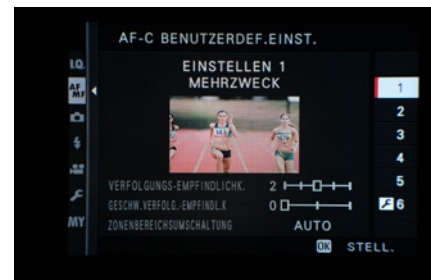 AF-C BENUTZERDEF.EINST.
I.Q.
AF
MF
MY
EINSTELLEN 1
MEHRZWECK
VERFOLGUNGS-EMPFINDLICHK. 2
GESCHW.VERFOLG.-EMPFINDL.K 0
ZONENBEREICHSUMSCHALTUNG AUTO
1
2
3
4
5
6
OK STELL.